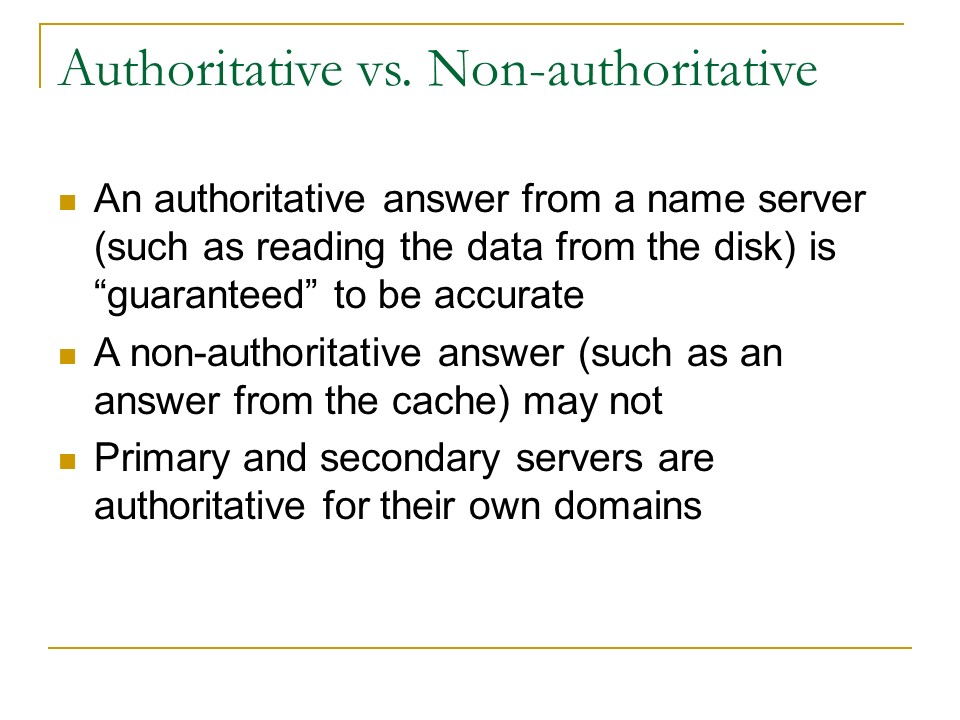 Authoritative vs. Non-authoritative
An authoritative answer from a name server
(such as reading the data from the disk) is
“guaranteed” to be accurate
A non-authoritative answer (such as an
answer from the cache) may not
Primary and secondary servers are
authoritative for their own domains